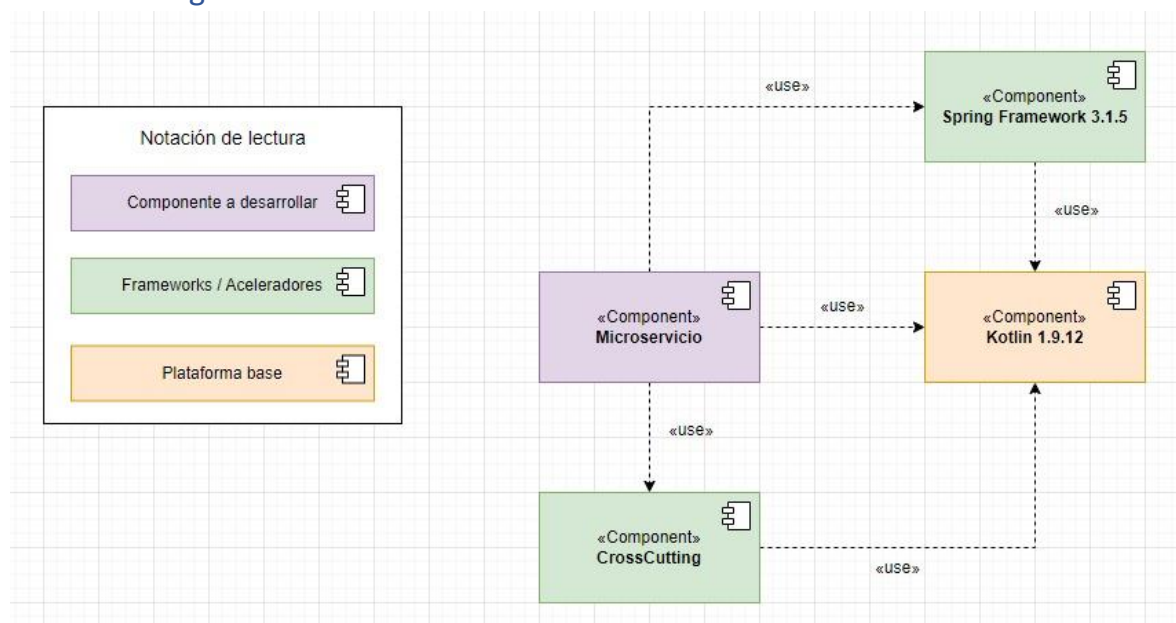 Notación de lectura
Componente a desarrollar
Frameworks / Aceleradores
Plataforma base
«use»
«Component»
Spring Framework 3.1.5
«use»
«Component»
Microservicio
«use»
«Component»
Kotlin 1.9.12
«use»
«Component»
CrossCutting
«use»